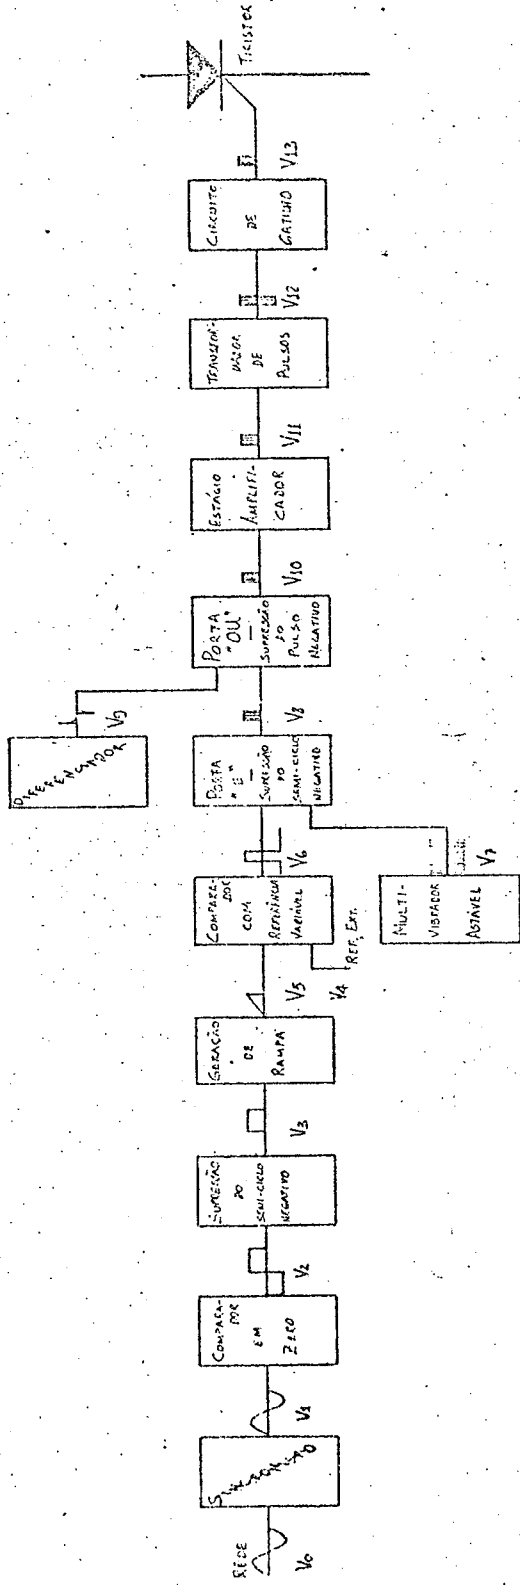 REDE
V0
SINCRONISMO
V1
COMPARA-
DOR
EM
ZERO
V2
SUPRESSÃO
DO
SEMI-CICLO
NEGATIVO
V3
GERAÇÃO
DE
RAMPA
V5
V4
REF. EXT.
COMPARA-
DOR
COM
REFERÊNCIA
VARIÁVEL
V6
MULTI-
VIBRADOR
ASTÁVEL
V7
PORTA
"E"
—
SUPRESSÃO
DO
SEMI-CICLO
NEGATIVO
V8
DIFERENCIADOR
V9
PORTA
"OU"
—
SUPRESSÃO
DO
PULSO
NEGATIVO
V10
ESTÁGIO
AMPLIFI-
CADOR
V11
TRANSFOR-
MADOR
DE
PULSOS
V12
CIRCUITO
DE
GATILHO
V13
TIRISTOR